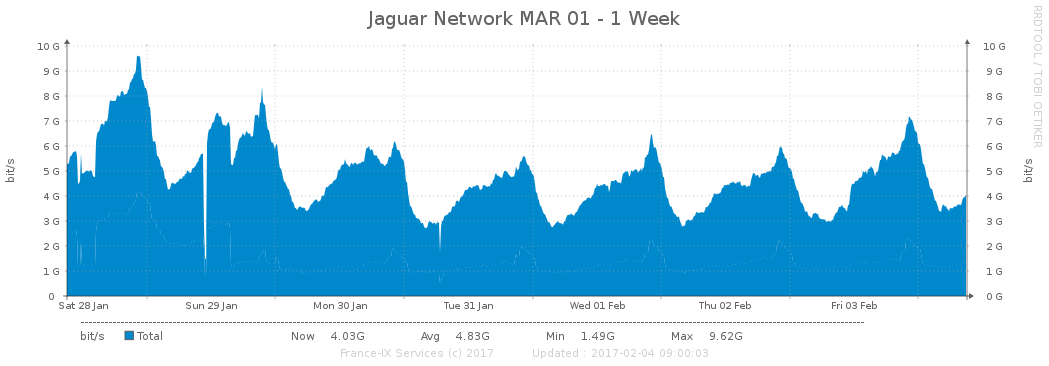 Jaguar Network MAR 01 - 1 Week
RRDTOOL / TOBI OETIKER
bit/s
10 G
9 G
8 G
7 G
6 G
5 G
4 G
3 G
2 G
1 G
0
10 G
9 G
8 G
7 G
6 G
5 G
4 G
3 G
2 G
1 G
0 G
bit/s
Sat 28 Jan Sun 29 Jan Mon 30 Jan Tue 31 Jan Wed 01 Feb Thu 02 Feb Fri 03 Feb
bit/s Total Now 4.03G Avg 4.83G Min 1.49G Max 9.62G
France-IX Services (c) 2017 Updated : 2017-02-04 09:00:03